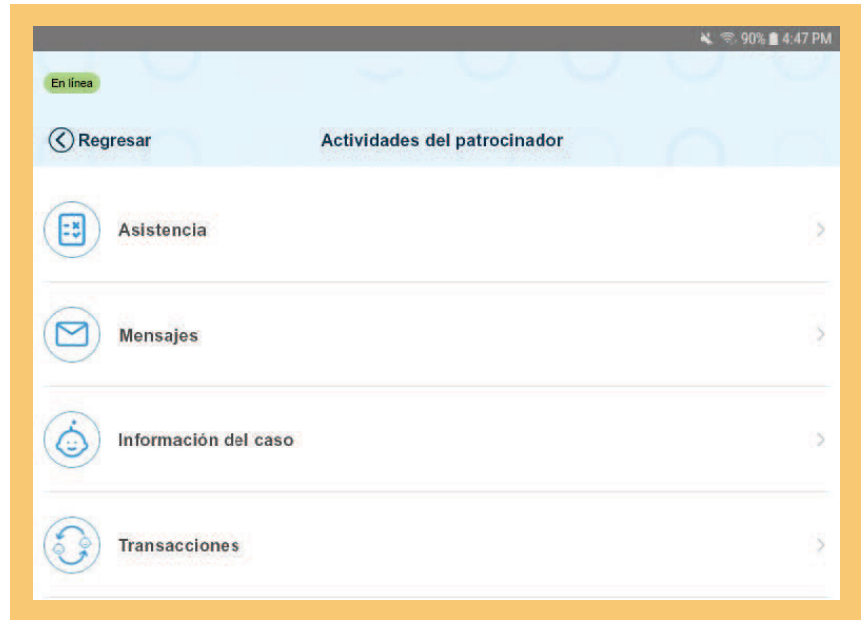 90% 4:47 PM
En línea
Regresar Actividades del patrocinador
Asistencia
Mensajes
Información del caso
Transacciones